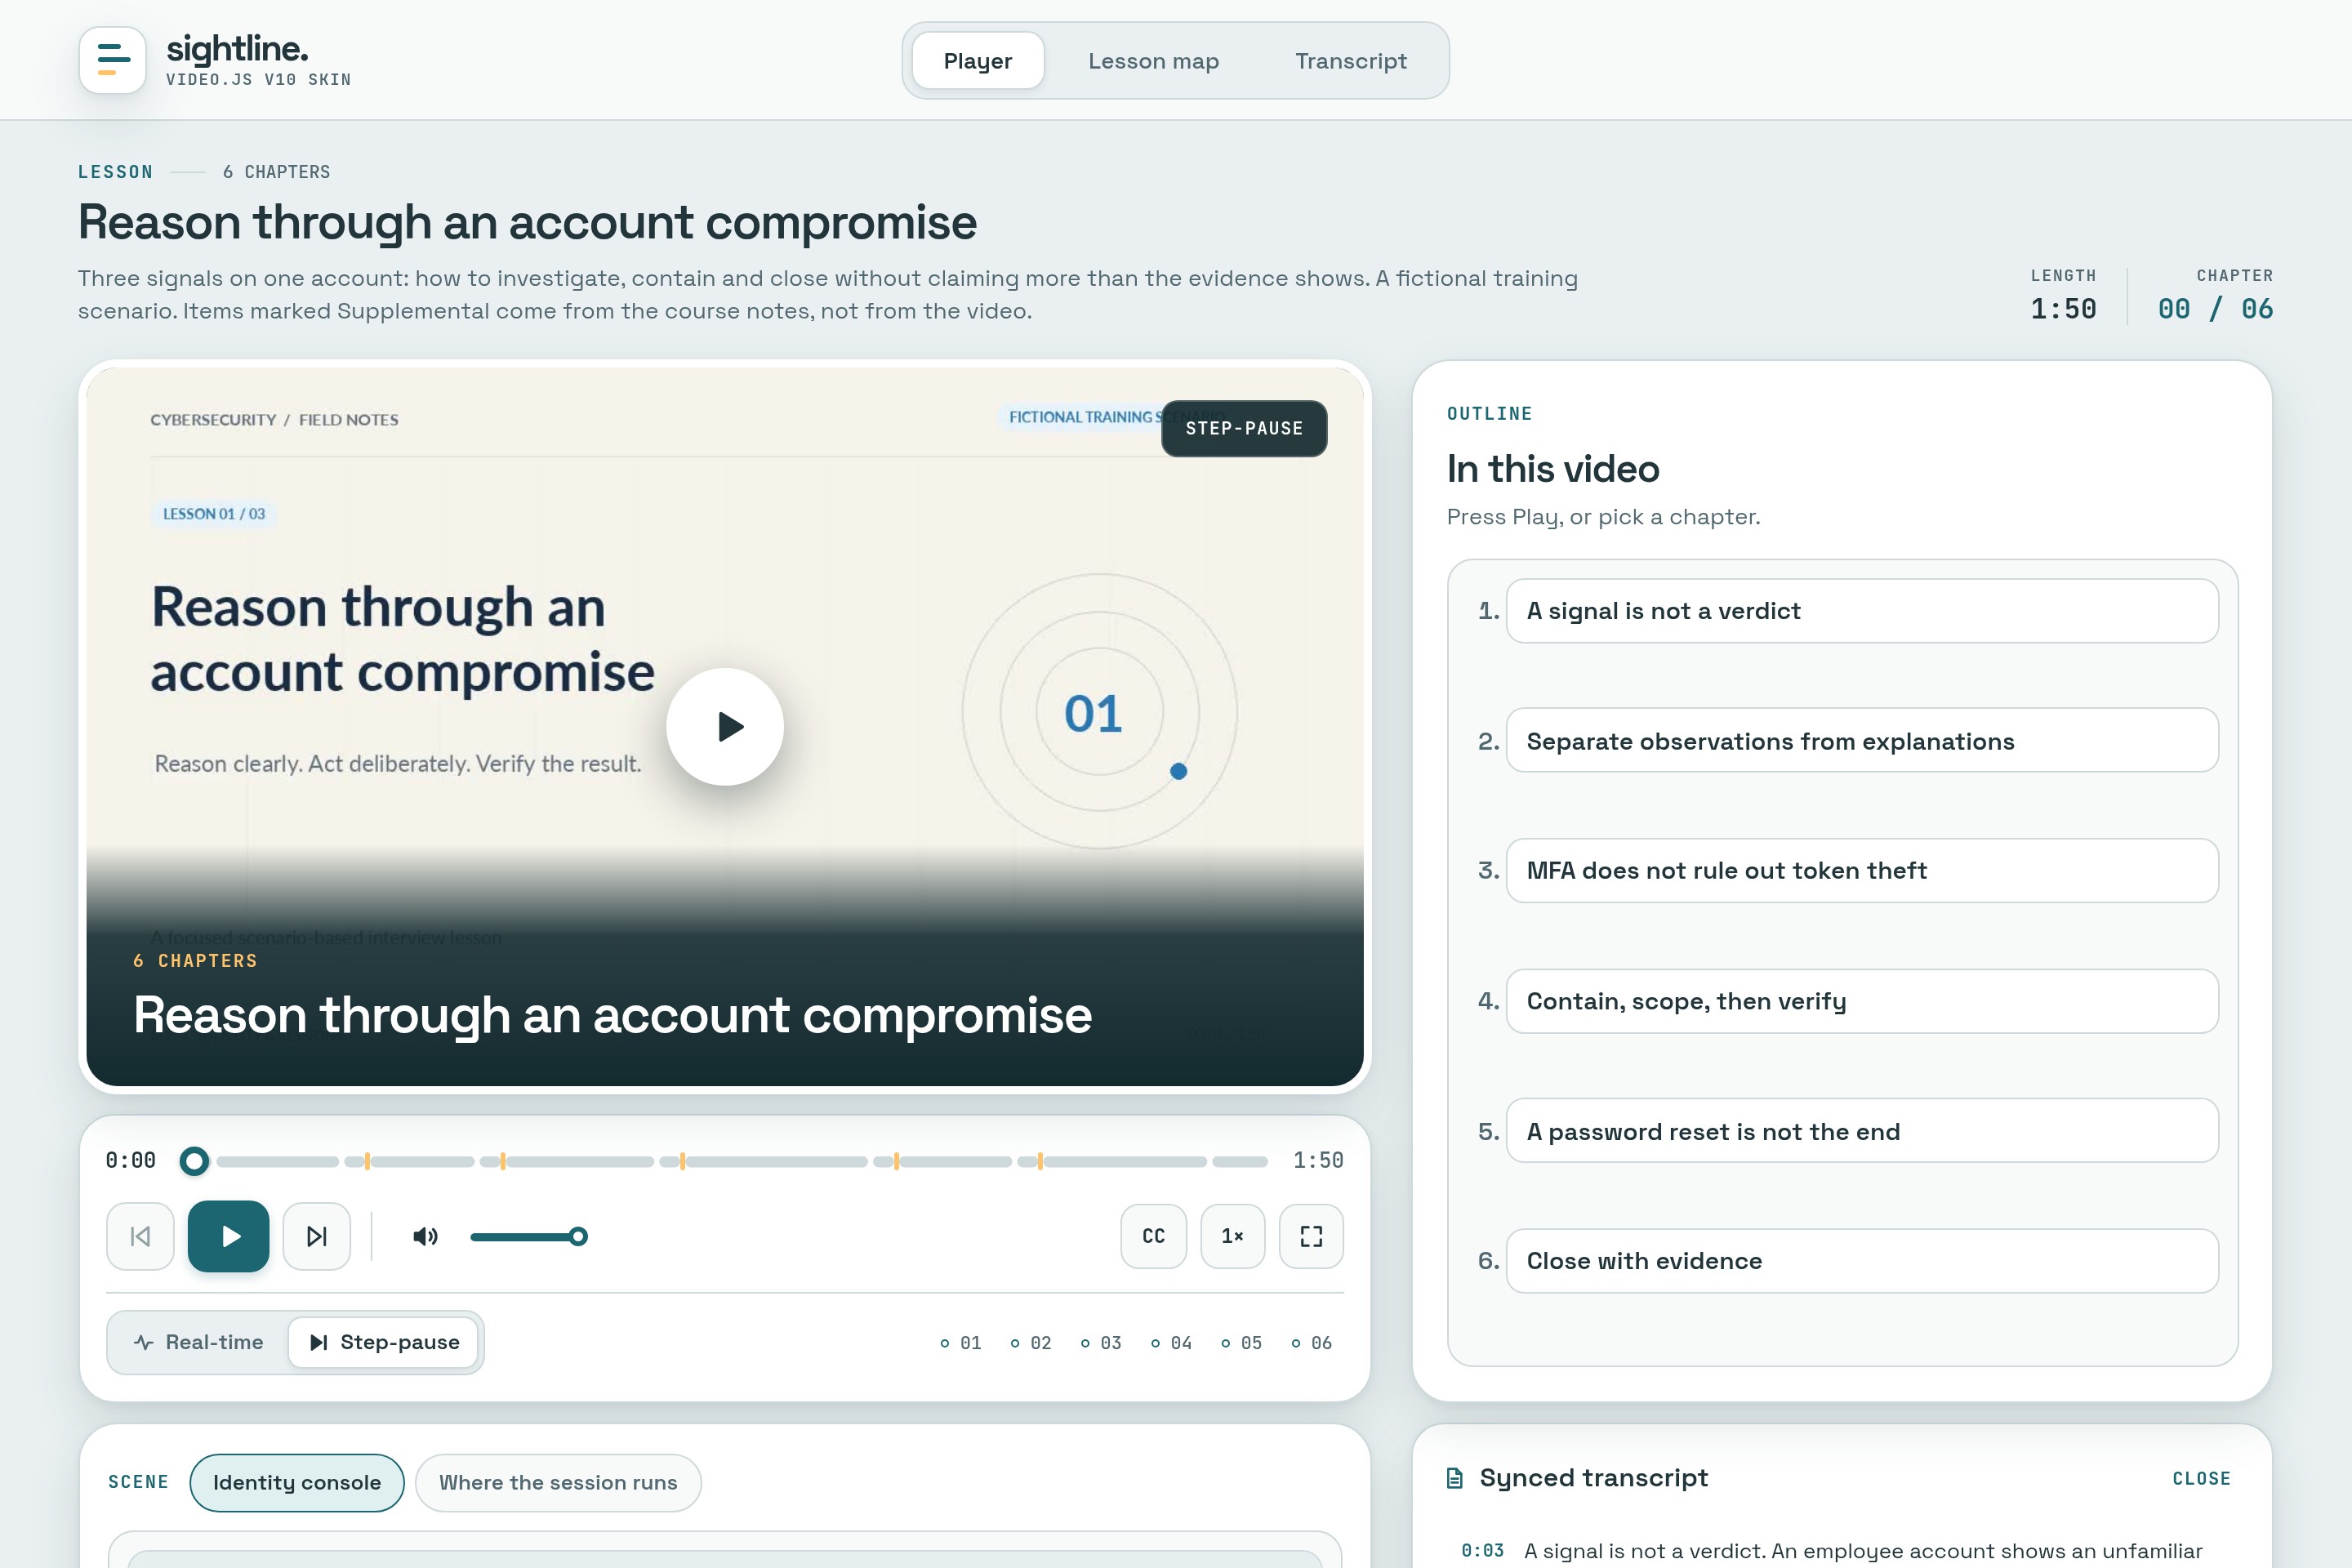 sightline.
VIDEO.JS V10 SKIN
Player
Lesson map
Transcript
LESSON
6 CHAPTERS
Reason through an account compromise
Three signals on one account: how to investigate, contain and close without claiming more than the evidence shows. A fictional training
scenario. Items marked Supplemental come from the course notes, not from the video.
LENGTH
1:50
CHAPTER
00 / 06
CYBERSECURITY / FIELD NOTES
FICTIONAL TRAINING SCENARIO
STEP-PAUSE
LESSON 01 / 03
Reason through an
account compromise
01
Reason clearly. Act deliberately. Verify the result.
A focused scenario-based interview lesson
6 CHAPTERS
Reason through an account compromise
0:00
1:50
CC
1×
Real-time
Step-pause
01
02
03
04
05
06
OUTLINE
In this video
Press Play, or pick a chapter.
1. A signal is not a verdict
2. Separate observations from explanations
3. MFA does not rule out token theft
4. Contain, scope, then verify
5. A password reset is not the end
6. Close with evidence
SCENE
Identity console
Where the session runs
Synced transcript
CLOSE
0:03 A signal is not a verdict. An employee account shows an unfamiliar